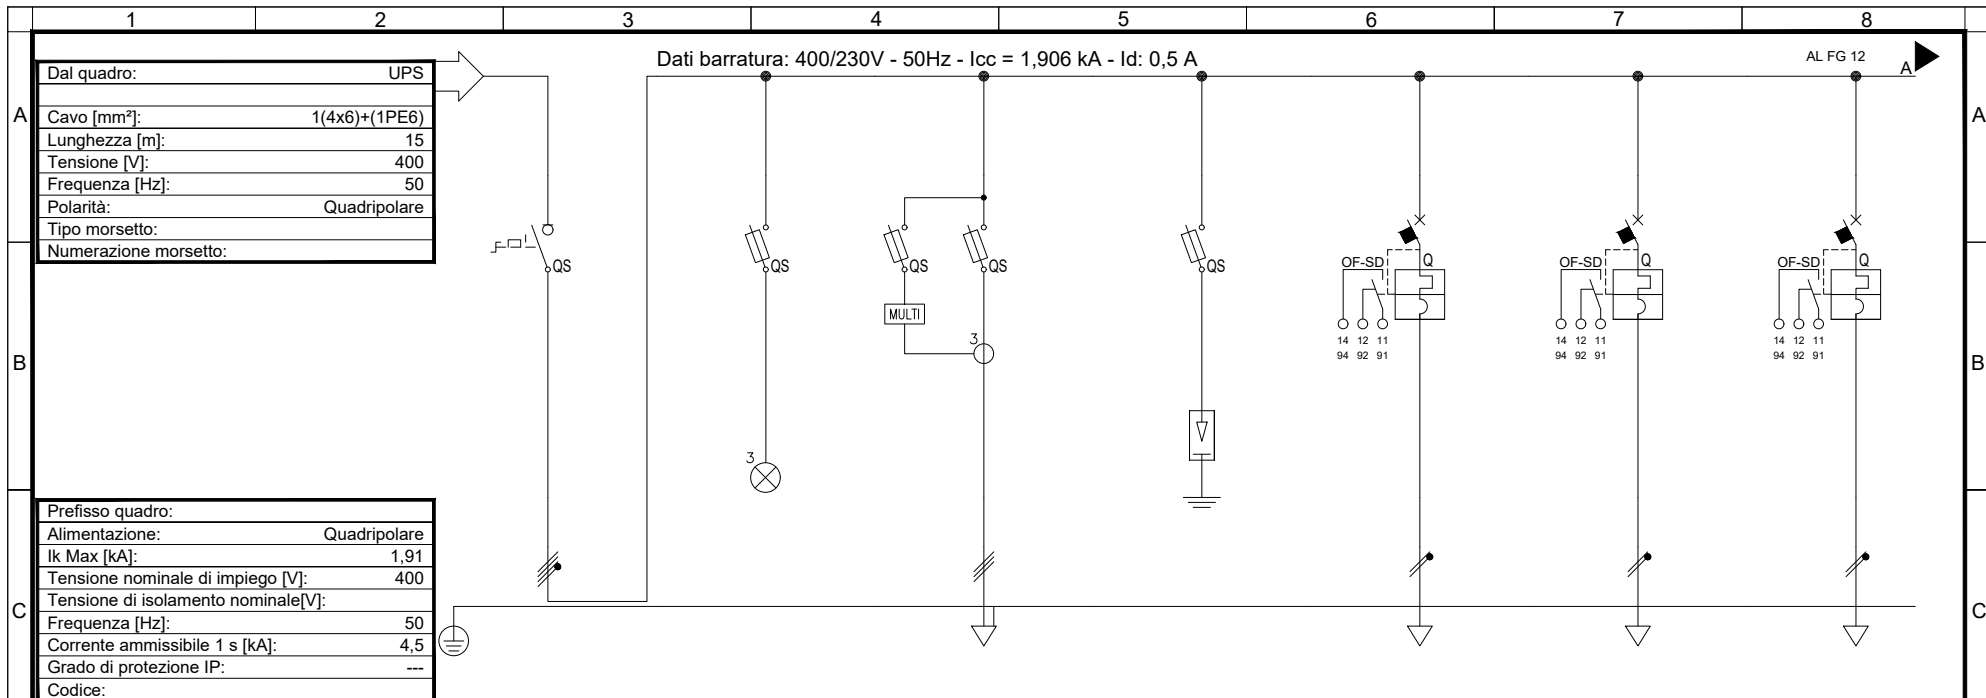 1 2 3 4 5 6 7 8
Dati barratura: 400/230V - 50Hz - Icc = 1,906 kA - Id: 0,5 A
AL FG 12
A
A
A
Dal quadro: UPS
Cavo [mm²]: 1(4x6)+(1PE6)
Lunghezza [m]: 15
Tensione [V]: 400
Frequenza [Hz]: 50
Polarità: Quadripolare
Tipo morsetto:
Numerazione morsetto:
QS QS QS QS QS
OF-SD Q OF-SD Q OF-SD Q
MULTI
3
14 12 11 14 12 11 14 12 11
94 92 91 94 92 91 94 92 91
B B
3
Prefisso quadro:
Alimentazione: Quadripolare
Ik Max [kA]: 1,91
Tensione nominale di impiego [V]: 400
Tensione di isolamento nominale[V]:
C C
Frequenza [Hz]: 50
Corrente ammissibile 1 s [kA]: 4,5
Grado di protezione IP: ---
Codice: